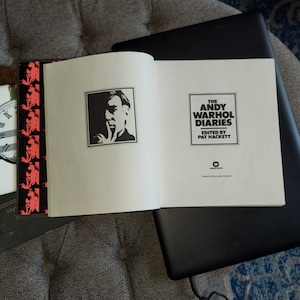 THE
ANDY
WARHOL
DIARIES
EDITED BY
PAT HACKETT